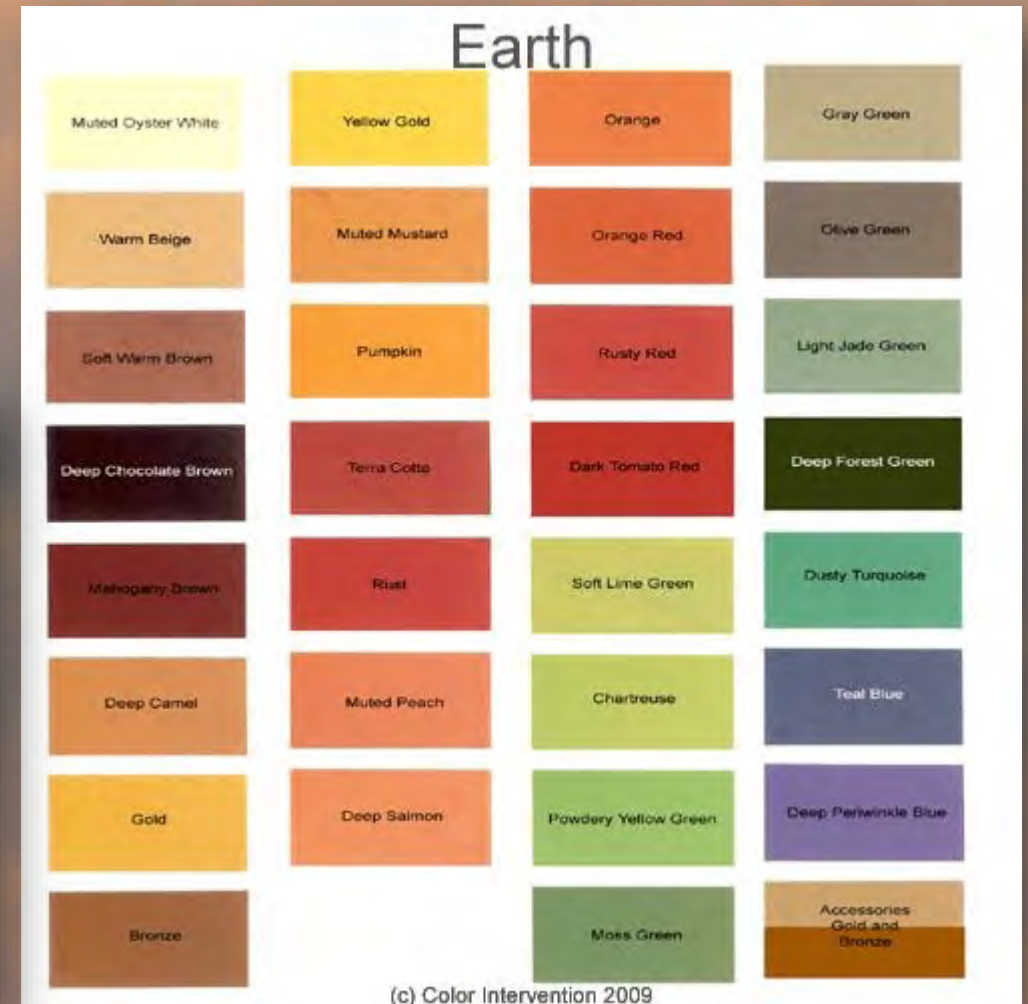 Earth
Muted Oyster White
Yellow Gold
Orange
Gray Green
Warm Beige
Muted Mustard
Orange Red
Olive Green
Soft Warm Brown
Pumpkin
Rusty Red
Light Jade Green
Deep Chocolate Brown
Terra Cotta
Dark Tomato Red
Deep Forest Green
Mahogany Brown
Rust
Soft Lime Green
Dusty Turquoise
Deep Camel
Muted Peach
Chartreuse
Teal Blue
Gold
Deep Salmon
Powdery Yellow Green
Deep Periwinkle Blue
Bronze
Moss Green
Accessories
Gold and
Bronze
(c) Color Intervention 2009